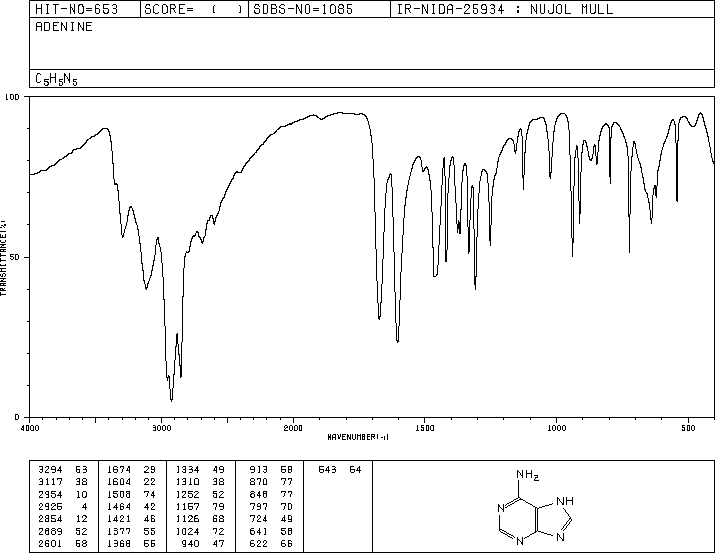 HIT-NO=653 SCORE= ( ) SDBS-NO=1085 IR-NIDA-25934 : NUJOL MULL
ADENINE
C5H5N5
100
50
0
TRANSMITTANCE(%)
4000 3000 2000 1500 1000 500
WAVENUMBER(-1)
3294 53 1674 29 1334 49 913 58 543 64
3117 38 1604 22 1310 38 870 77
2954 10 1508 74 1252 52 848 77
2925 4 1464 42 1157 79 797 70
2854 12 1421 46 1126 68 724 49
2689 52 1377 55 1024 72 641 58
2601 58 1368 55 940 47 622 66
NH2
N
NH
N
N